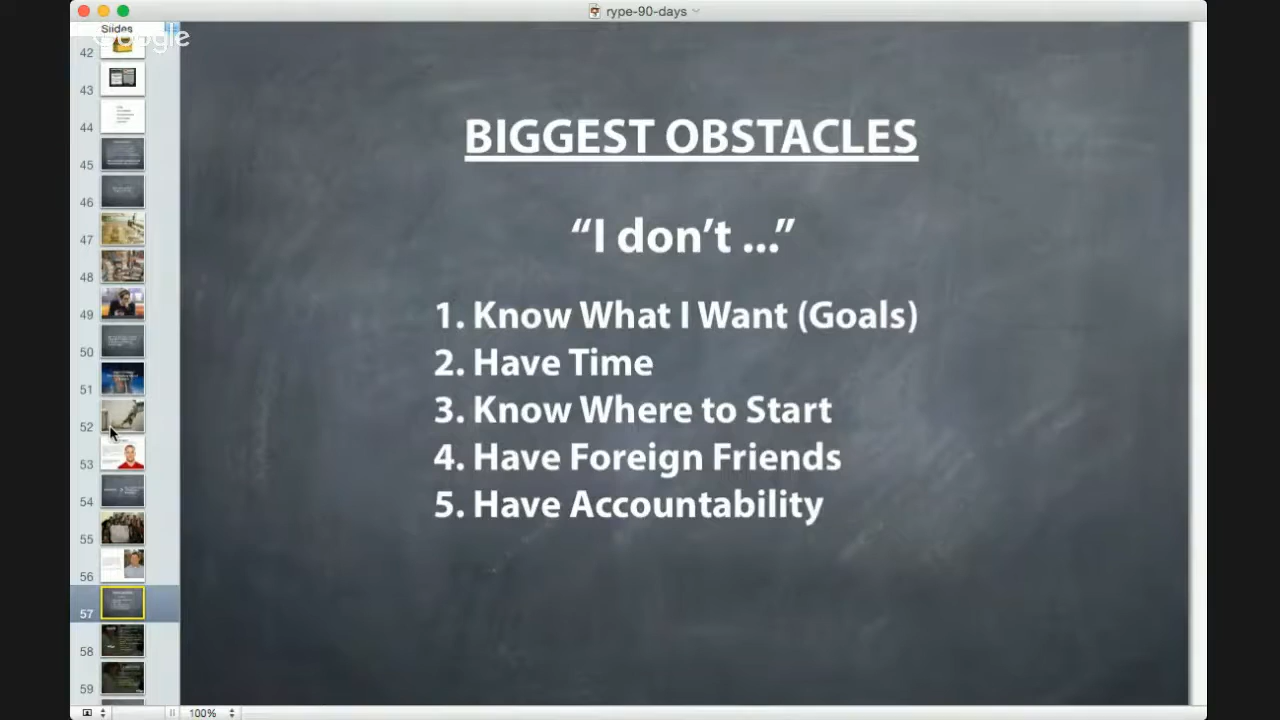 rype-90-days
Slides
Google
BIGGEST OBSTACLES
“I don’t ...”
1. Know What I Want (Goals)
2. Have Time
3. Know Where to Start
4. Have Foreign Friends
5. Have Accountability
42
43
44
45
46
47
48
49
50
51
52
53
54
55
56
57
58
59
100%